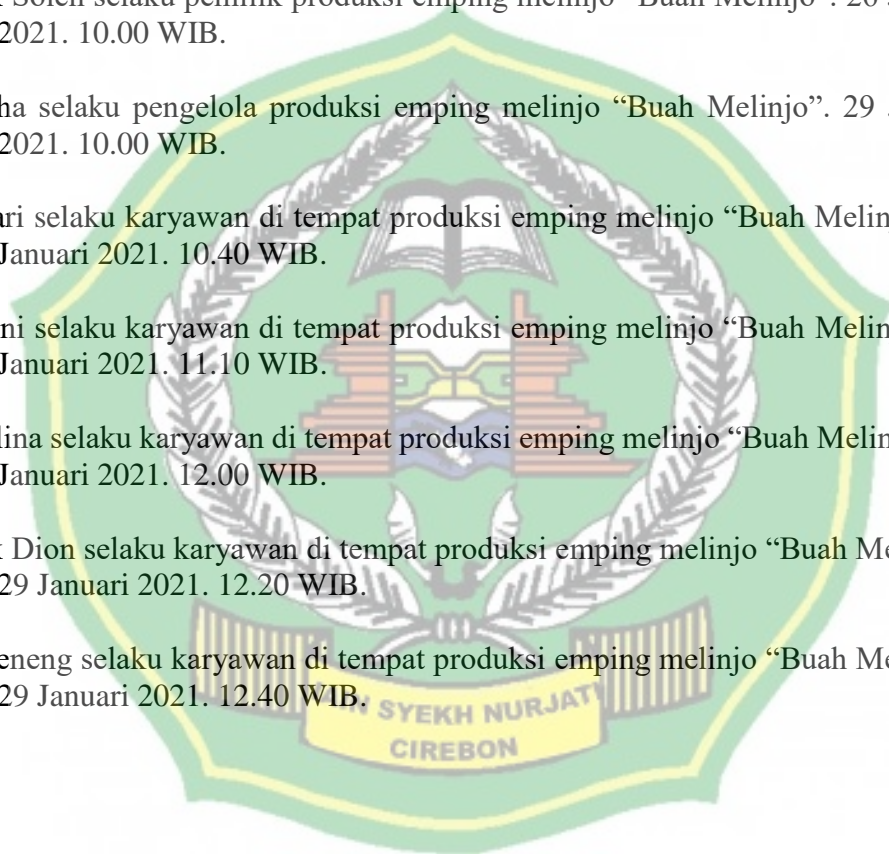 Soleh selaku pemilik produksi emping melinjo “Buah Melinjo”.
2021. 10.00 WIB.
ha selaku pengelola produksi emping melinjo “Buah Melinjo”. 29
2021. 10.00 WIB.
ari selaku karyawan di tempat produksi emping melinjo “Buah Melin
Januari 2021. 10.40 WIB.
ni selaku karyawan di tempat produksi emping melinjo “Buah Melin
Januari 2021. 11.10 WIB.
lina selaku karyawan di tempat produksi emping melinjo “Buah Melin
Januari 2021. 12.00 WIB.
Dion selaku karyawan di tempat produksi emping melinjo “Buah Me
29 Januari 2021. 12.20 WIB.
eneng selaku karyawan di tempat produksi emping melinjo “Buah Me
29 Januari 2021. 12.40 WIB.
SYEKH NURJATI
CIREBON